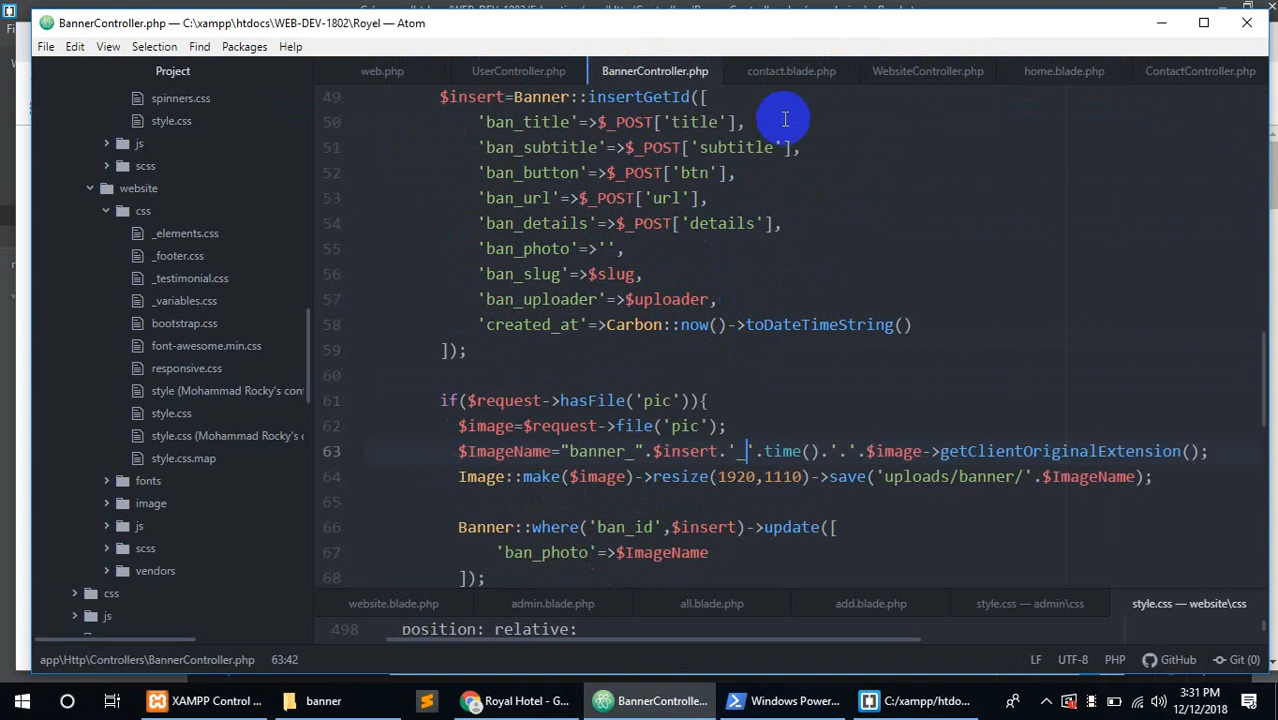 BannerController.php — C:\xampp\htdocs\WEB-DEV-1802\Royel — Atom
File Edit View Selection Find Packages Help
Project
web.php UserController.php BannerController.php contact.blade.php WebsiteController.php home.blade.php ContactController.php
spinners.css
style.css
js
scss
website
css
_elements.css
_footer.css
_testimonial.css
_variables.css
bootstrap.css
font-awesome.min.css
responsive.css
style (Mohammad Rocky's cont
style.css
style.css (Mohammad Rocky's
style.css.map
fonts
image
js
scss
vendors
css
js
49 $insert=Banner::insertGetId([
50 'ban_title'=>$_POST['title'],
51 'ban_subtitle'=>$_POST['subtitle'],
52 'ban_button'=>$_POST['btn'],
53 'ban_url'=>$_POST['url'],
54 'ban_details'=>$_POST['details'],
55 'ban_photo'=>'',
56 'ban_slug'=>$slug,
57 'ban_uploader'=>$uploader,
58 'created_at'=>Carbon::now()->toDateTimeString()
59 ]);
60
61 if($request->hasFile('pic')){
62 $image=$request->file('pic');
63 $ImageName="banner_".$insert.'_'.time().'.'.$image->getClientOriginalExtension();
64 Image::make($image)->resize(1920,1110)->save('uploads/banner/'.$ImageName);
65
66 Banner::where('ban_id',$insert)->update([
67 'ban_photo'=>$ImageName
68 ]);
website.blade.php admin.blade.php all.blade.php add.blade.php style.css — admin\css style.css — website\css
498 position: relative;
app\Http\Controllers\BannerController.php 63:42 LF UTF-8 PHP GitHub Git (0)
XAMPP Control ... banner Royal Hotel - G... BannerControlle... Windows Power... C:/xampp/htdo... 3:31 PM
12/12/2018